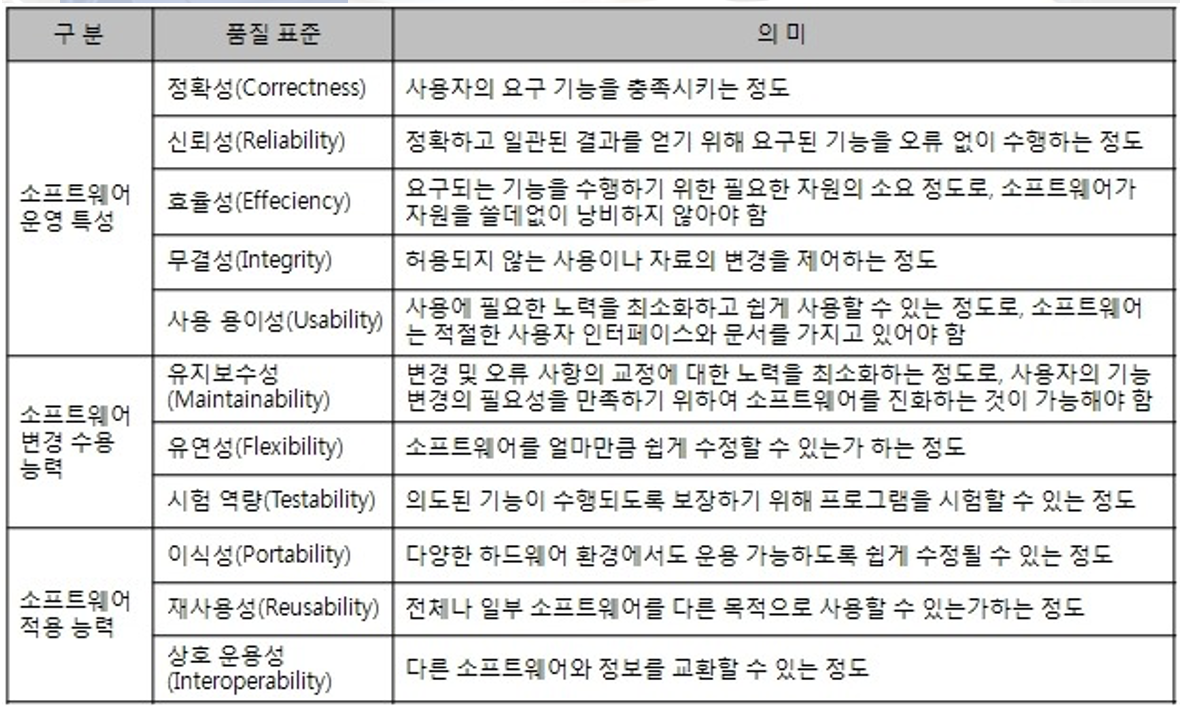 구 분
품질 표준
의 미
소프트웨어
운영 특성
정확성(Correctness)
사용자의 요구 기능을 충족시키는 정도
신뢰성(Reliability)
정확하고 일관된 결과를 얻기 위해 요구된 기능을 오류 없이 수행하는 정도
효율성(Effeciency)
요구되는 기능을 수행하기 위한 필요한 자원의 소요 정도로, 소프트웨어가
자원을 쓸데없이 낭비하지 않아야 함
무결성(Integrity)
허용되지 않는 사용이나 자료의 변경을 제어하는 정도
사용 용이성(Usability)
사용에 필요한 노력을 최소화하고 쉽게 사용할 수 있는 정도로, 소프트웨어
는 적절한 사용자 인터페이스와 문서를 가지고 있어야 함
소프트웨어
변경 수용
능력
유지보수성
(Maintainability)
변경 및 오류 사항의 교정에 대한 노력을 최소화하는 정도로, 사용자의 기능
변경의 필요성을 만족하기 위하여 소프트웨어를 진화하는 것이 가능해야 함
유연성(Flexibility)
소프트웨어를 얼마만큼 쉽게 수정할 수 있는가 하는 정도
시험 역량(Testability)
의도된 기능이 수행되도록 보장하기 위해 프로그램을 시험할 수 있는 정도
소프트웨어
적용 능력
이식성(Portability)
다양한 하드웨어 환경에서도 운용 가능하도록 쉽게 수정될 수 있는 정도
재사용성(Reusability)
전체나 일부 소프트웨어를 다른 목적으로 사용할 수 있는가하는 정도
상호 운용성
(Interoperability)
다른 소프트웨어와 정보를 교환할 수 있는 정도